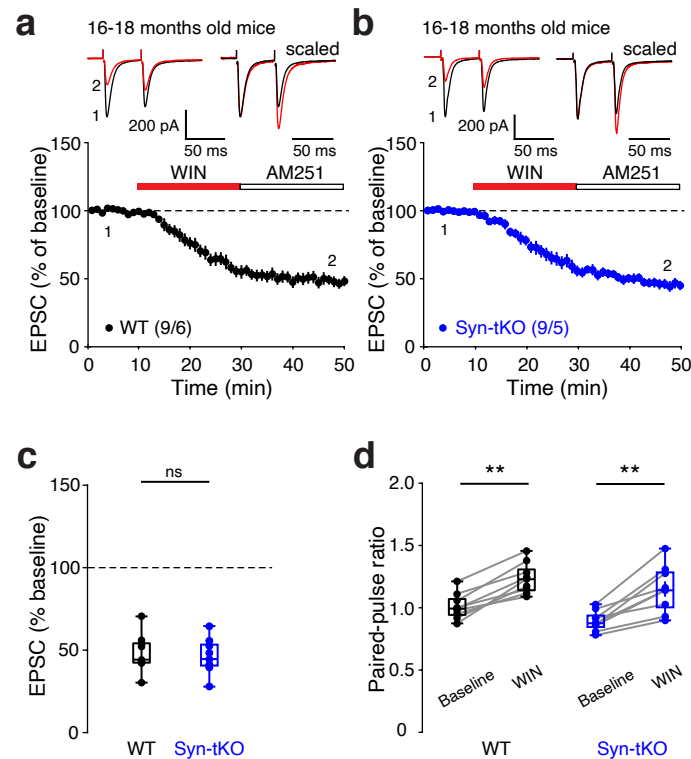 a
16-18 months old mice
scaled
2
1
200 pA
50 ms
50 ms
WIN
AM251
EPSC (% of baseline)
150
100
50
0
1
2
WT (9/6)
0
10
20
30
40
50
Time (min)
b
16-18 months old mice
scaled
2
1
200 pA
50 ms
50 ms
WIN
AM251
EPSC (% of baseline)
150
100
50
0
1
2
Syn-tKO (9/5)
0
10
20
30
40
50
Time (min)
c
ns
EPSC (% baseline)
150
100
50
0
WT
Syn-tKO
d
**
**
Paired-pulse ratio
2.0
1.5
1.0
1.5
0
Baseline
WIN
Baseline
WIN
WT
Syn-tKO